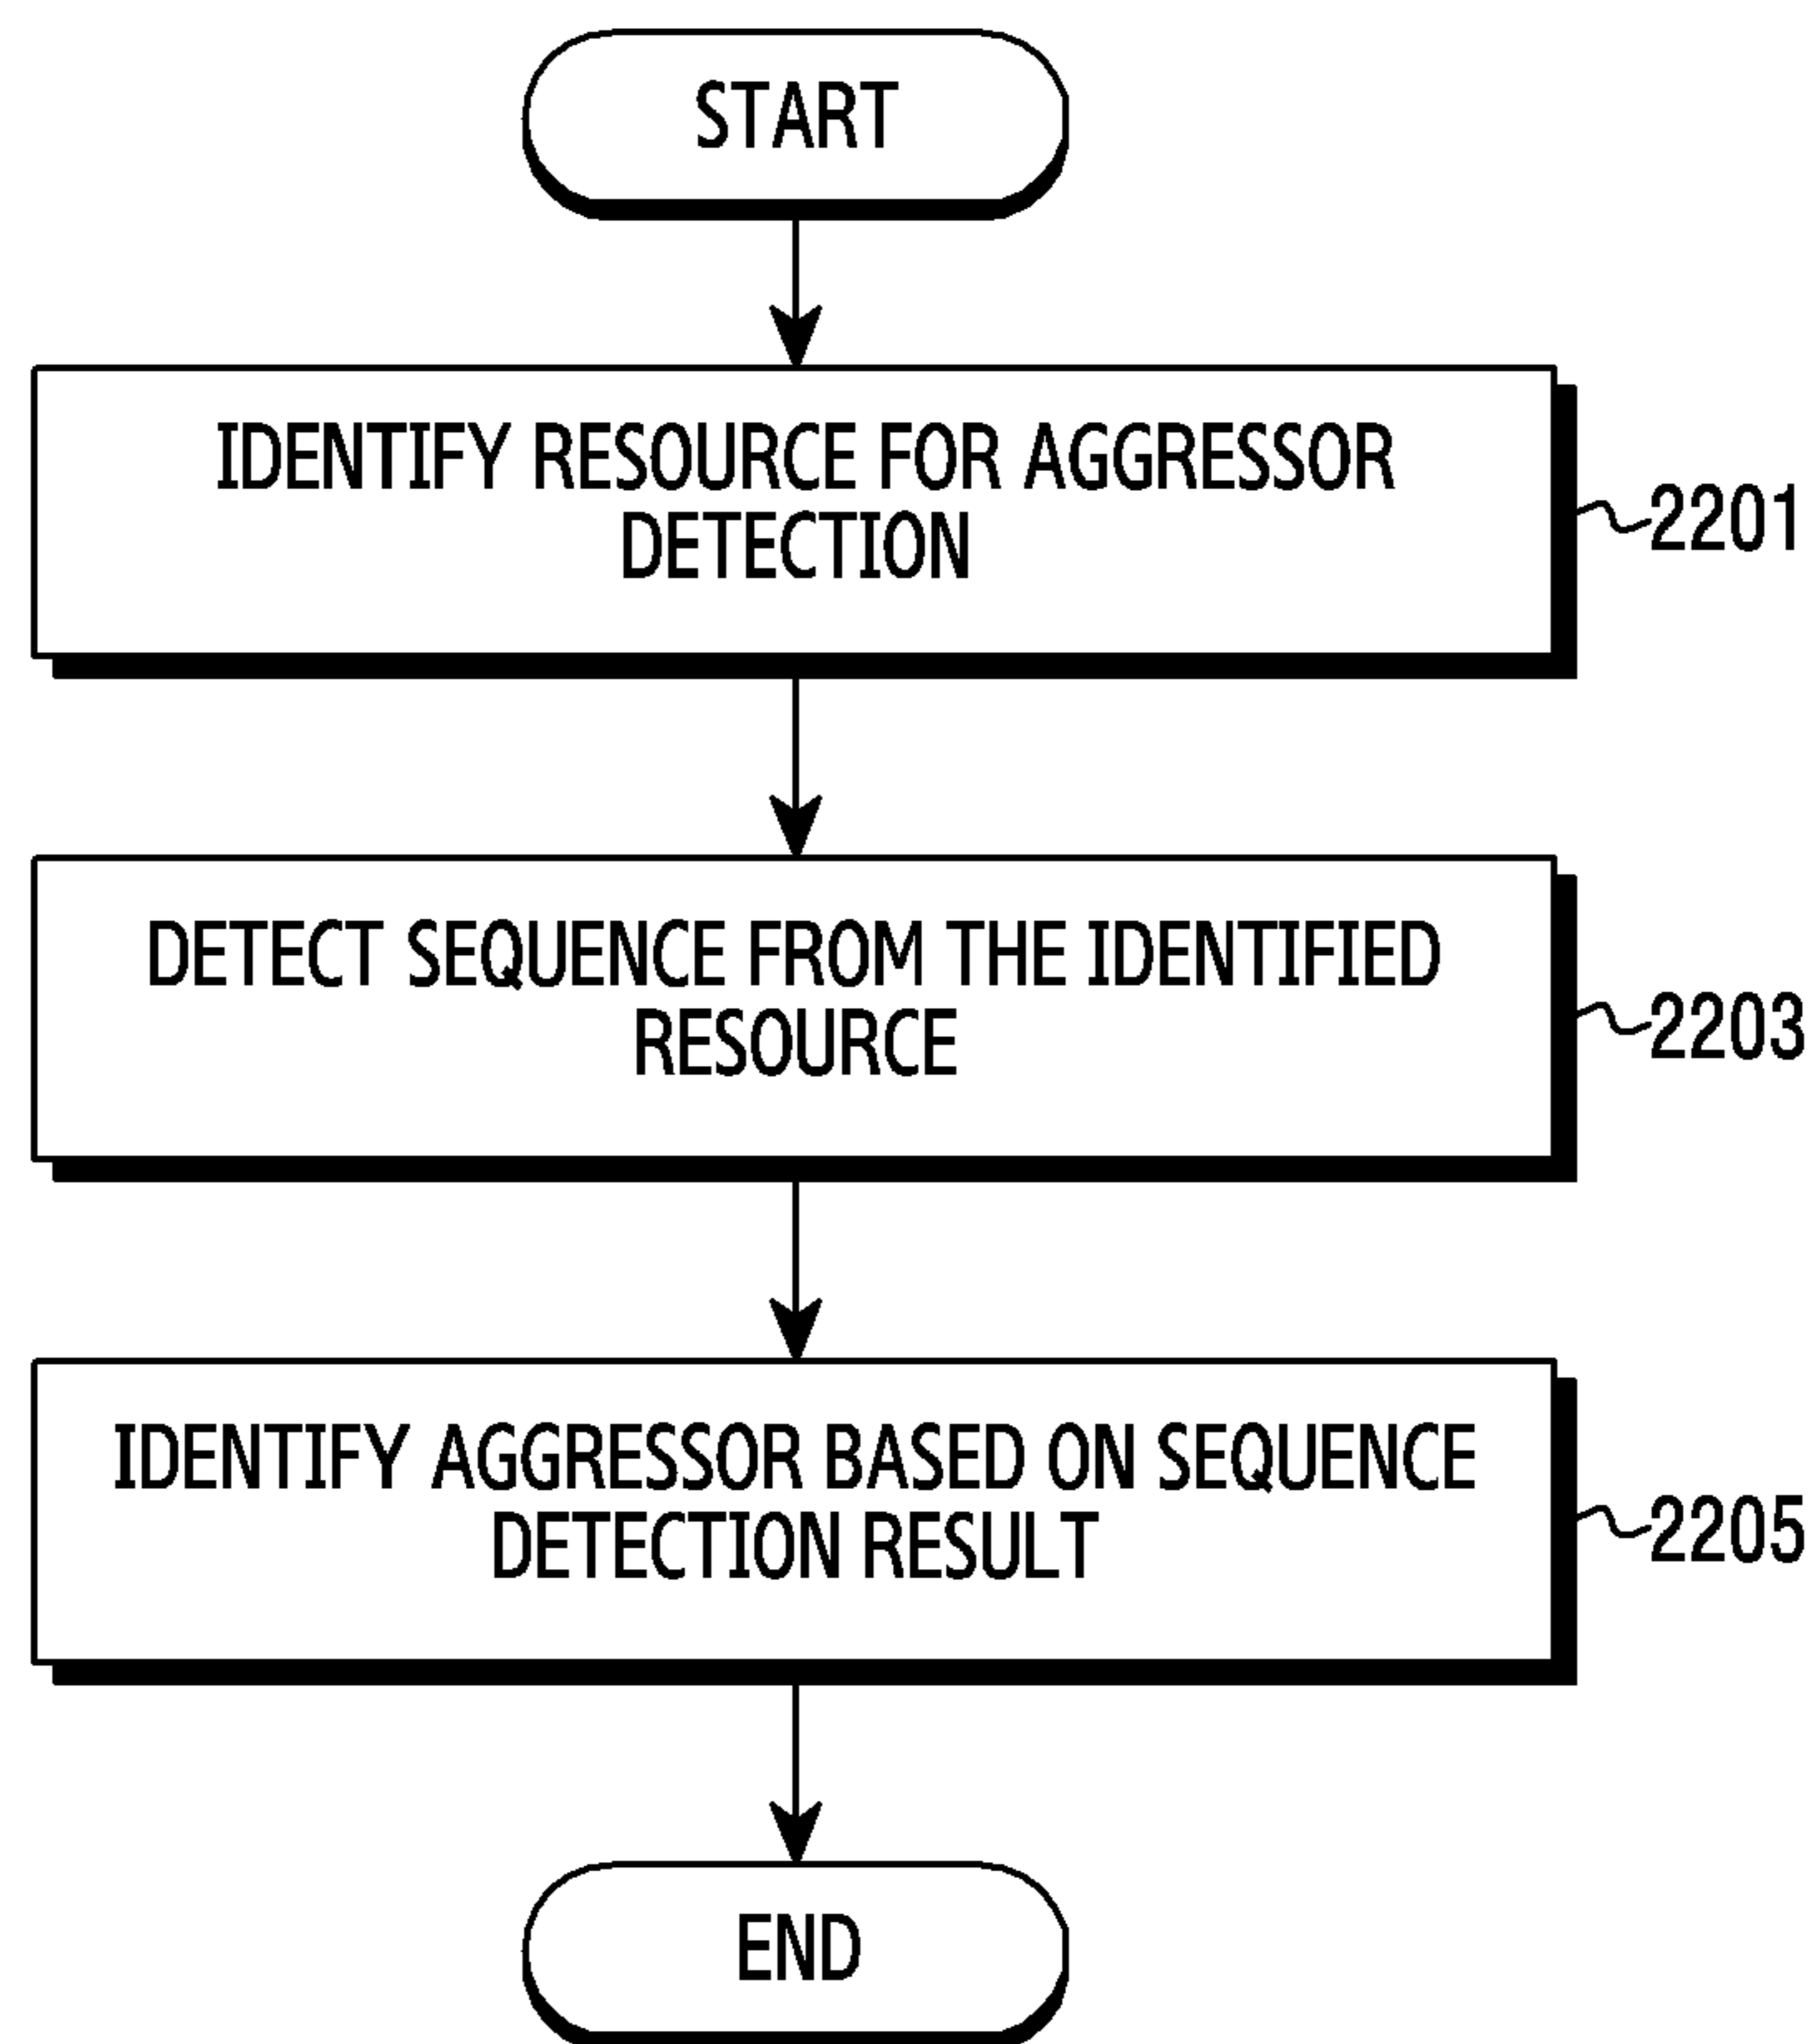 START
IDENTIFY RESOURCE FOR AGGRESSOR
DETECTION
2201
DETECT SEQUENCE FROM THE IDENTIFIED
RESOURCE
2203
IDENTIFY AGGRESSOR BASED ON SEQUENCE
DETECTION RESULT
2205
END